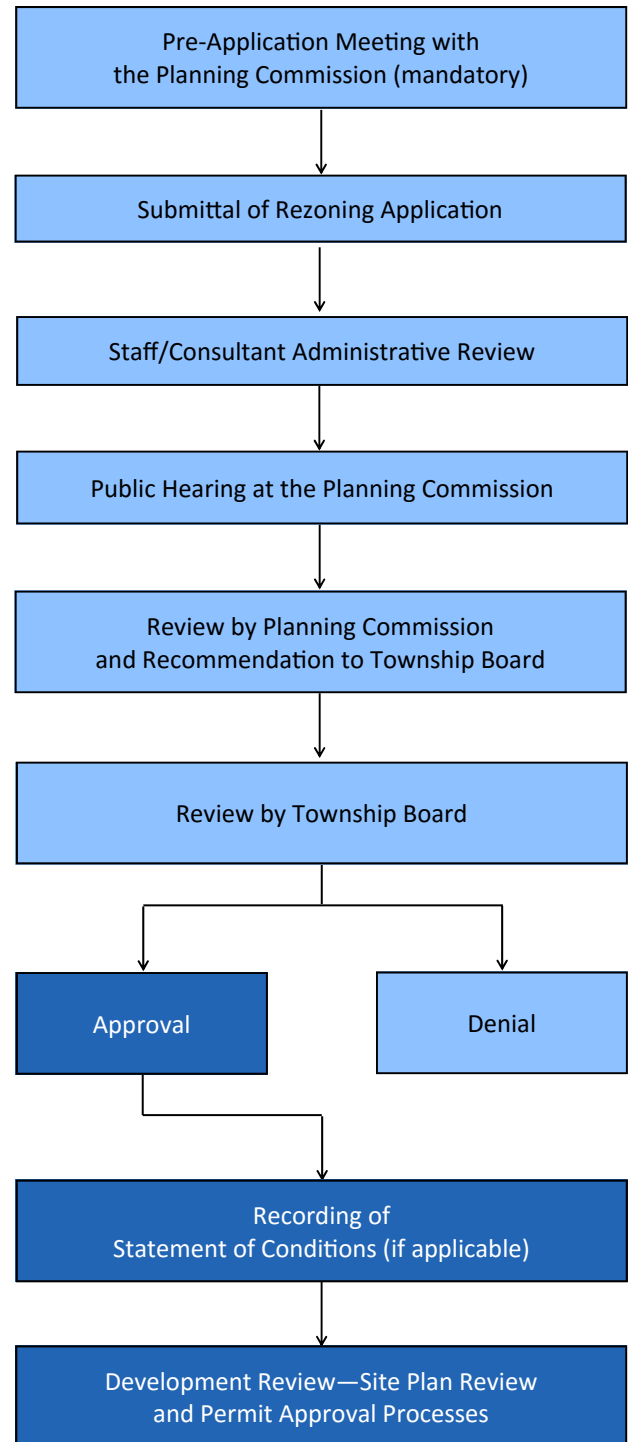 Pre-Application Meeting with
the Planning Commission (mandatory)
Submittal of Rezoning Application
Staff/Consultant Administrative Review
Public Hearing at the Planning Commission
Review by Planning Commission
and Recommendation to Township Board
Review by Township Board
Approval
Denial
Recording of
Statement of Conditions (if applicable)
Development Review—Site Plan Review
and Permit Approval Processes